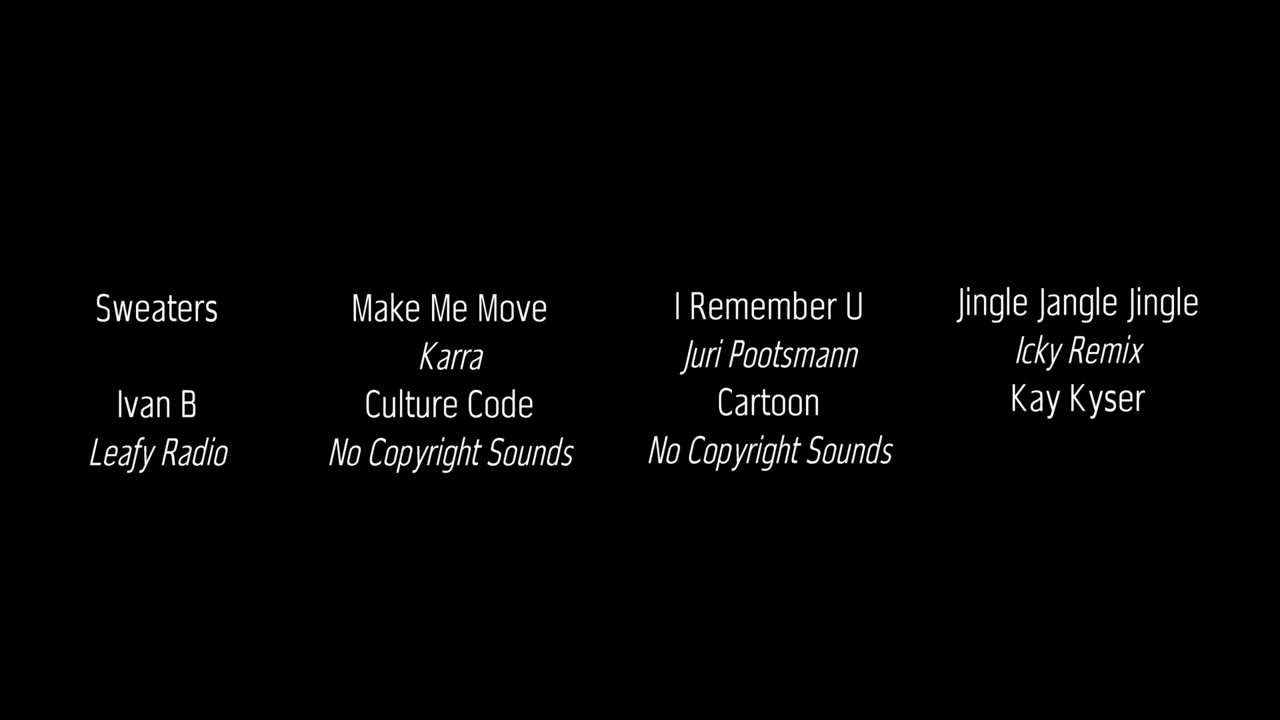 Sweaters
Ivan B
Leafy Radio
Make Me Move
Karra
Culture Code
No Copyright Sounds
I Remember U
Juri Pootsmann
Cartoon
No Copyright Sounds
Jingle Jangle Jingle
Icky Remix
Kay Kyser